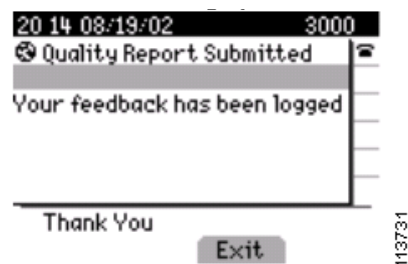 20 14 08/19/02 3000
Quality Report Submitted
Your feedback has been logged
Thank You
Exit
113731